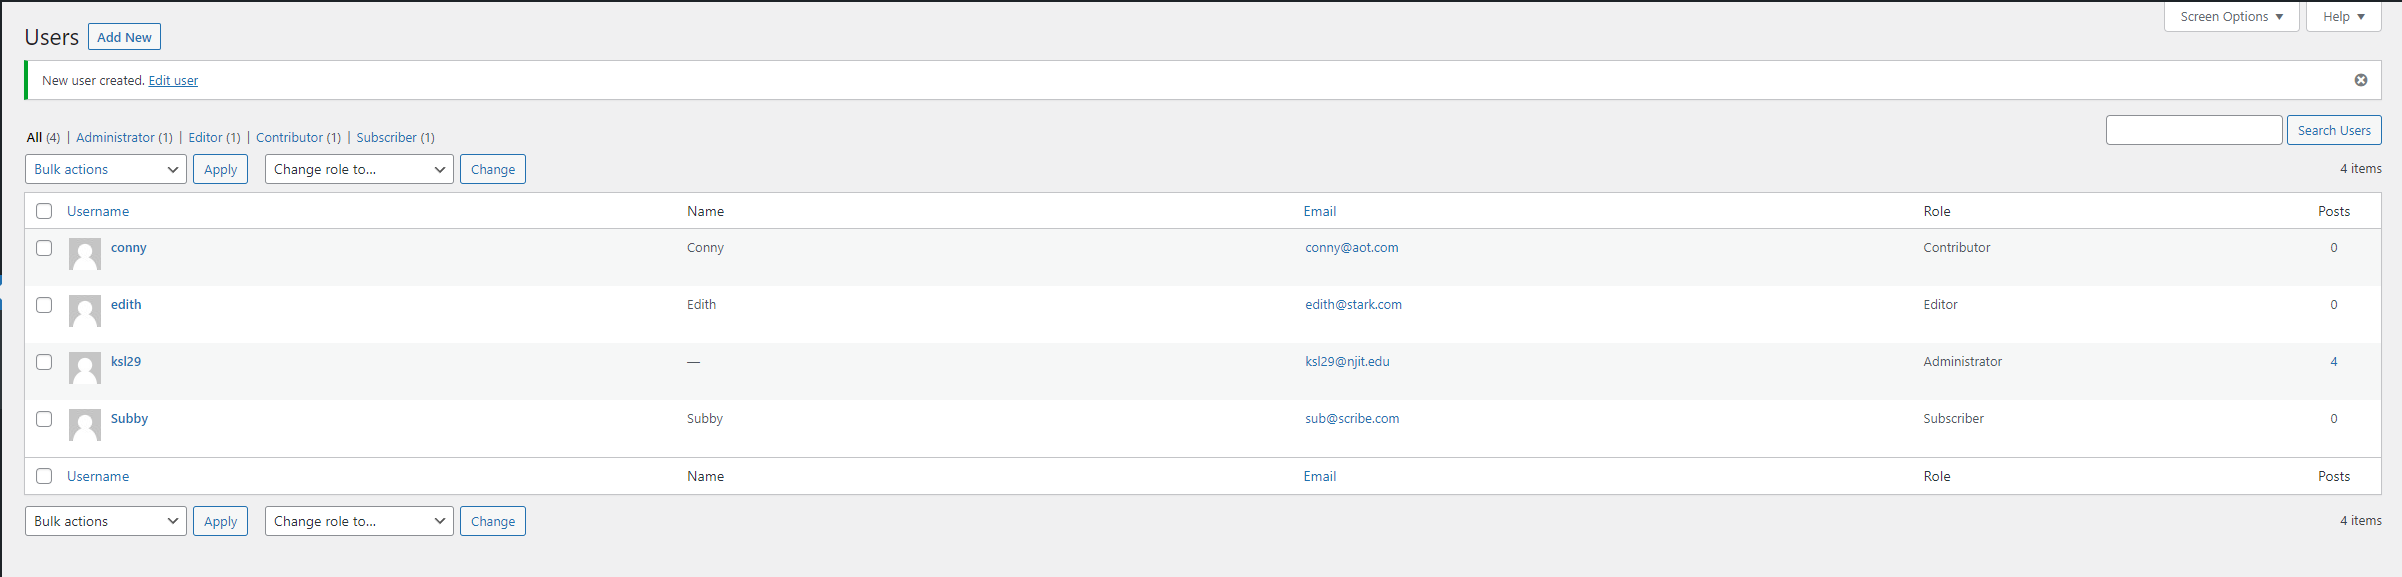 Screen Options ▼ Help ▼
Users Add New
New user created. Edit user
All (4) | Administrator (1) | Editor (1) | Contributor (1) | Subscriber (1)
Search Users
Bulk actions Apply Change role to... Change 4 items
Username Name Email Role Posts
conny Conny conny@aot.com Contributor 0
edith Edith edith@stark.com Editor 0
ksl29 — ksl29@njit.edu Administrator 4
Subby Subby sub@scribe.com Subscriber 0
Username Name Email Role Posts
Bulk actions Apply Change role to... Change 4 items